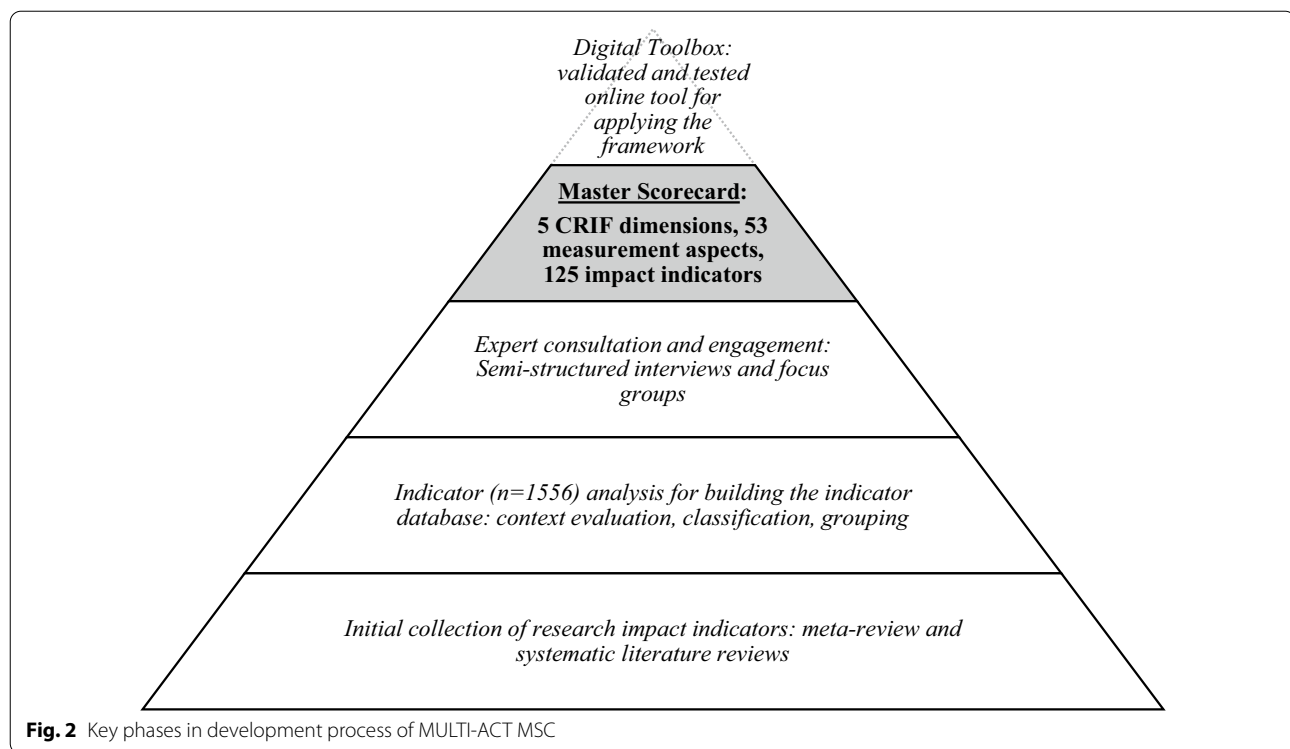 Digital Toolbox:
validated and tested
online tool for
applying the
framework
Master Scorecard:
5 CRIF dimensions, 53
measurement aspects,
125 impact indicators
Expert consultation and engagement:
Semi-structured interviews and focus
groups
Indicator (n=1556) analysis for building the indicator
database: context evaluation, classification, grouping
Initial collection of research impact indicators: meta-review and
systematic literature reviews
Fig. 2 Key phases in development process of MULTI-ACT MSC